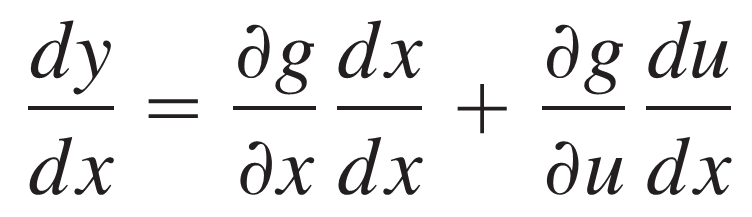 dy/dx = ∂g/∂x dx/dx + ∂g/∂u du/dx